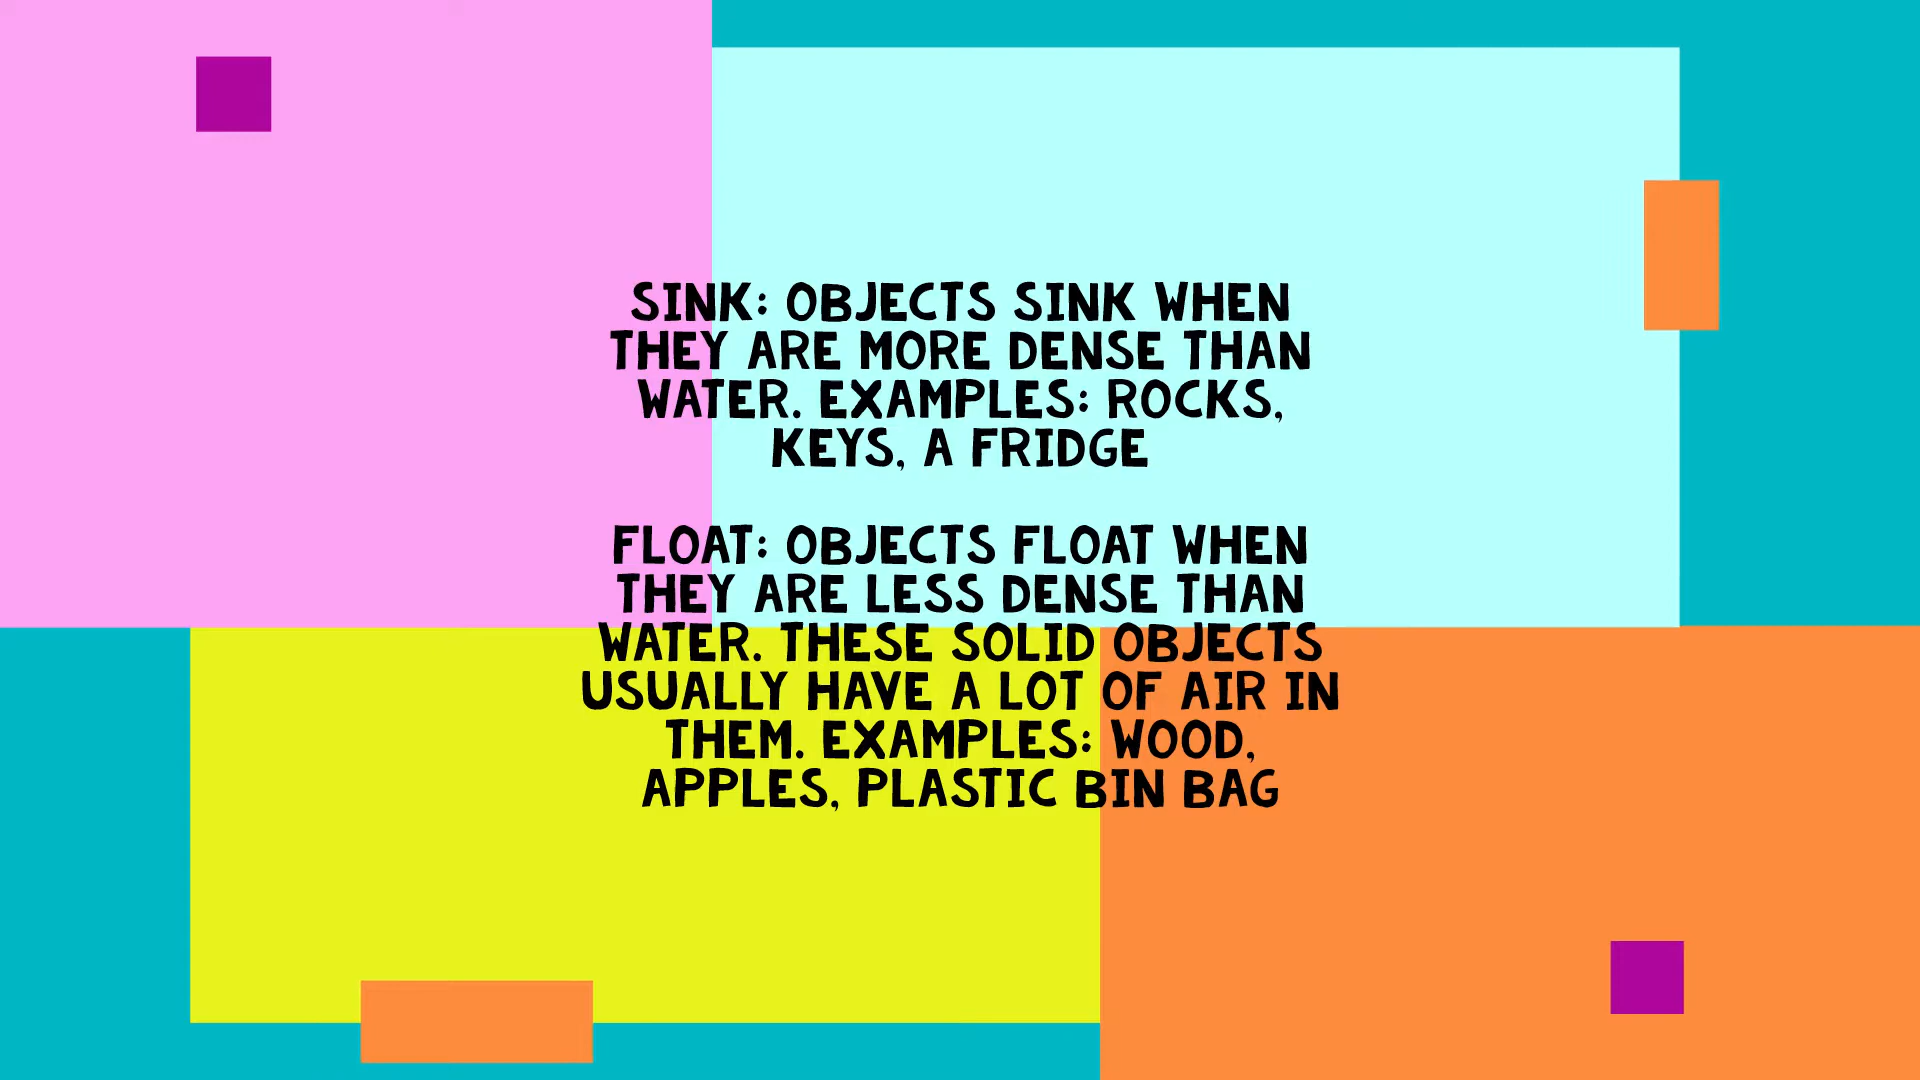 SINK: OBJECTS SINK WHEN
THEY ARE MORE DENSE THAN
WATER. EXAMPLES: ROCKS,
KEYS, A FRIDGE
FLOAT: OBJECTS FLOAT WHEN
THEY ARE LESS DENSE THAN
WATER. THESE SOLID OBJECTS
USUALLY HAVE A LOT OF AIR IN
THEM. EXAMPLES: WOOD,
APPLES, PLASTIC BIN BAG